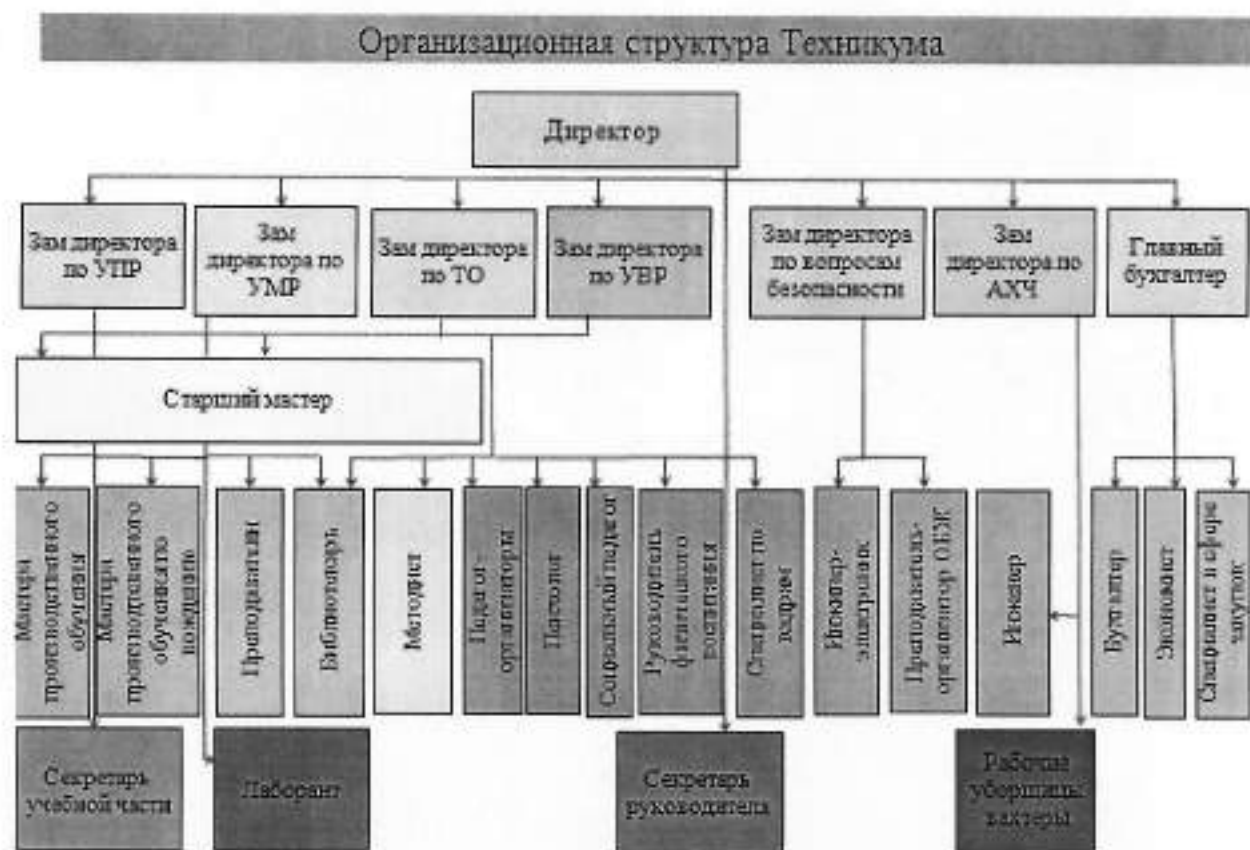 Организационная структура Техникума
Директор
Зам директора
по УПР
Зам
директора по
УМР
Зам директора
по ТО
Зам директора
по УВР
Зам директора
по вопросам
безопасности
Зам
директора по
АХЧ
Главный
бухгалтер
Старший мастер
Мастера
производственного
обучения
Мастера
производственного
обучения по
вождению
Преподаватели
Библиотекарь
Методист
Педагог-
организаторы
Психолог
Социальный педагог
Руководитель
физического
воспитания
Специалист по
кадрам
Инженер-
электроник
Преподаватель-
организатор ОБЖ
Инженер
Бухгалтер
Экономист
Специалист в сфере
закупок
Секретарь
учебной части
Лаборант
Секретарь
руководителя
Рабочие
уборщицы
вахтеры